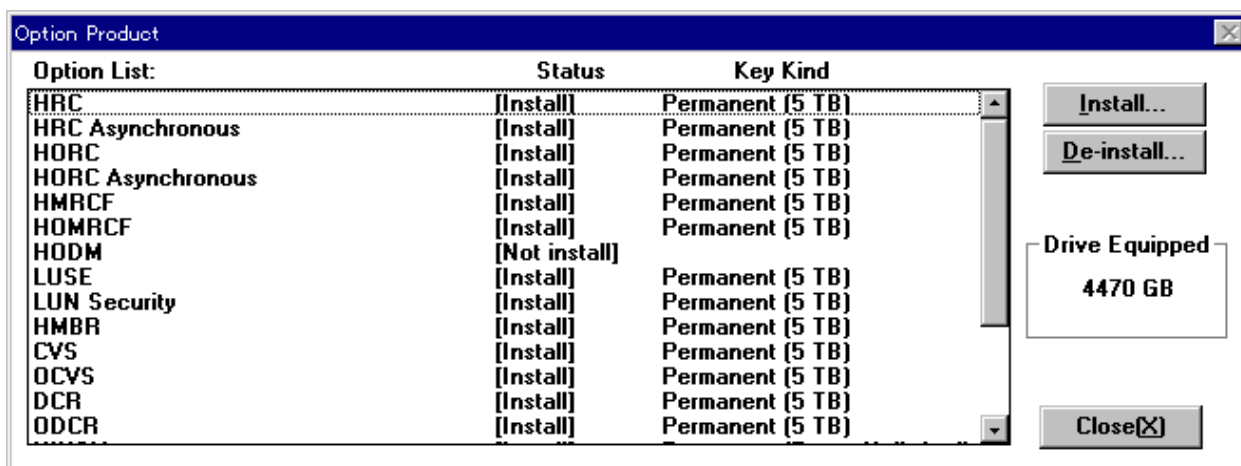 Option Product
Option List: Status Key Kind
HRC [Install] Permanent (5 TB)
HRC Asynchronous [Install] Permanent (5 TB)
HORC [Install] Permanent (5 TB)
HORC Asynchronous [Install] Permanent (5 TB)
HMRCF [Install] Permanent (5 TB)
HOMRCF [Install] Permanent (5 TB)
HODM [Not install]
LUSE [Install] Permanent (5 TB)
LUN Security [Install] Permanent (5 TB)
HMBR [Install] Permanent (5 TB)
CVS [Install] Permanent (5 TB)
OCVS [Install] Permanent (5 TB)
DCR [Install] Permanent (5 TB)
ODCR [Install] Permanent (5 TB)
Install...
De-install...
Drive Equipped
4470 GB
Close(X)